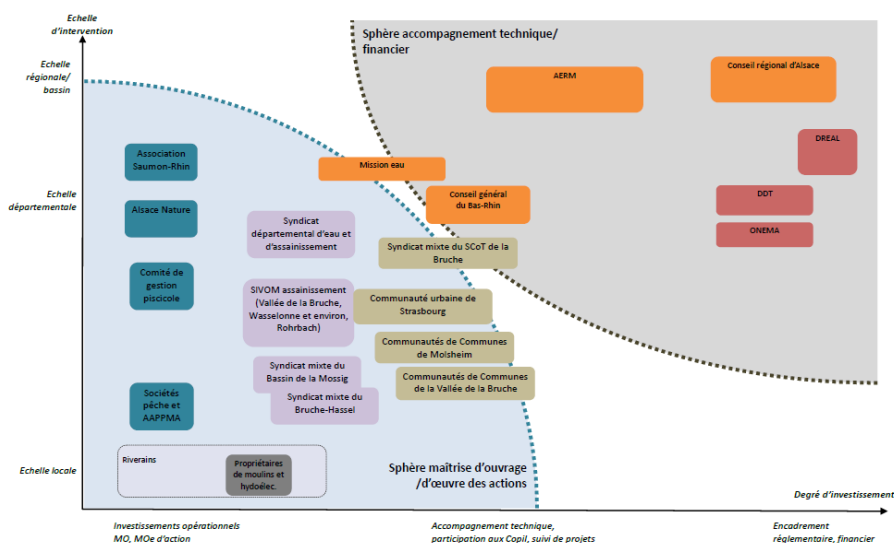 Echelle
d'intervention
Echelle
régionale/
bassin
Sphère accompagnement technique/
financier
AERM
Conseil régional d'Alsace
DREAL
Association
Saumon-Rhin
Mission eau
Echelle
départementale
Alsace Nature
Conseil général
du Bas-Rhin
DDT
ONEMA
Syndicat
départemental d'eau et
d'assainissement
Syndicat mixte du SCoT de la
Bruche
Comité de
gestion
piscicole
SIVOM assainissement
(Vallée de la Bruche,
Wasselonne et environ,
Rohrbach)
Communauté urbaine de
Strasbourg
Communautés de Communes
de Molsheim
Syndicat mixte du
Bassin de la Mossig
Communautés de Communes
de la Vallée de la Bruche
Sociétés
pêche et
AAPPMA
Syndicat mixte du
Bruche-Hassel
Echelle locale
Riverains
Propriétaires
de moulins et
hydoélec.
Sphère maîtrise d'ouvrage
/d'œuvre des actions
Degré d'investissement
Investissements opérationnels
MO, MOe d'action
Accompagnement technique,
participation aux Copil, suivi de projets
Encadrement
réglementaire, financier